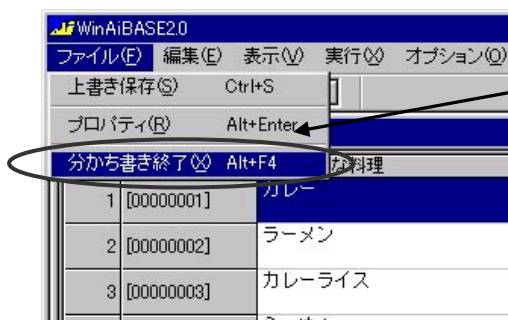 WinAiBASE2.0
ファイル(F) 編集(E) 表示(V) 実行(X) オプション(O)
上書き保存(S) Ctrl+S
プロパティ(R) Alt+Enter
分かち書き終了(X) Alt+F4
な料理
1 [00000001] カレー
2 [00000002] ラーメン
3 [00000003] カレーライス